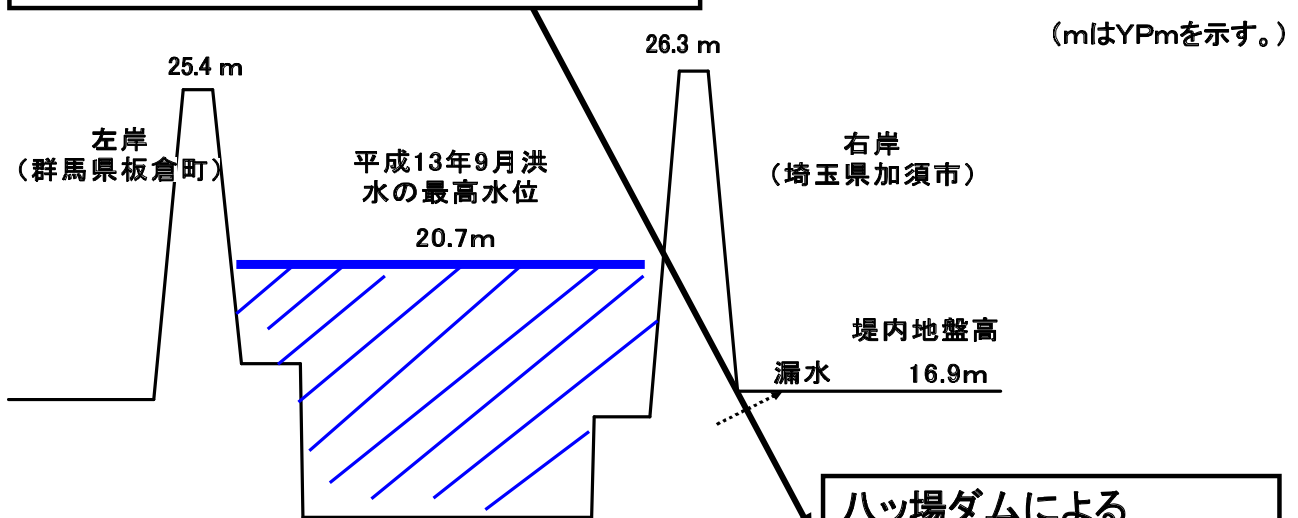 (mはYPmを示す。)
26.3 m
25.4 m
左岸
(群馬県板倉町)
平成13年9月洪
水の最高水位
20.7m
右岸
(埼玉県加須市)
堤内地盤高
漏水 16.9m
八ッ場ダムによる